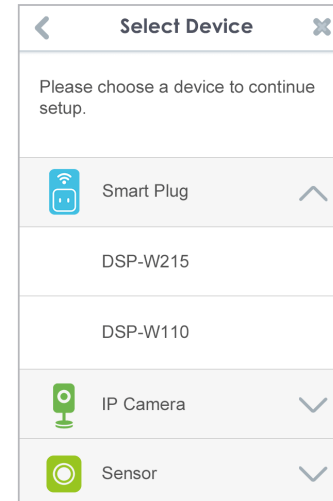 Select Device
Please choose a device to continue
setup.
Smart Plug
DSP-W215
DSP-W110
IP Camera
Sensor